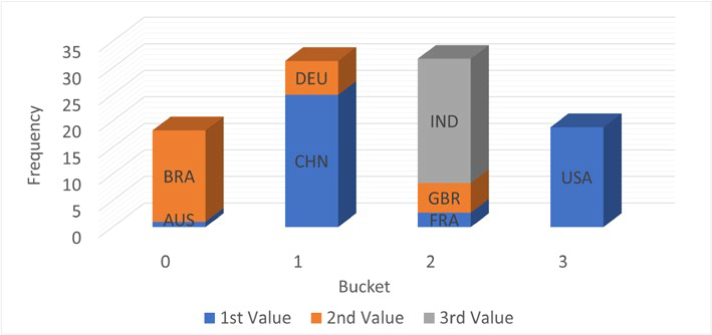 35
30
25
20
15
10
5
0
Frequency
BRA
AUS
DEU
CHN
IND
GBR
FRA
USA
0 1 2 3
Bucket
1st Value 2nd Value 3rd Value